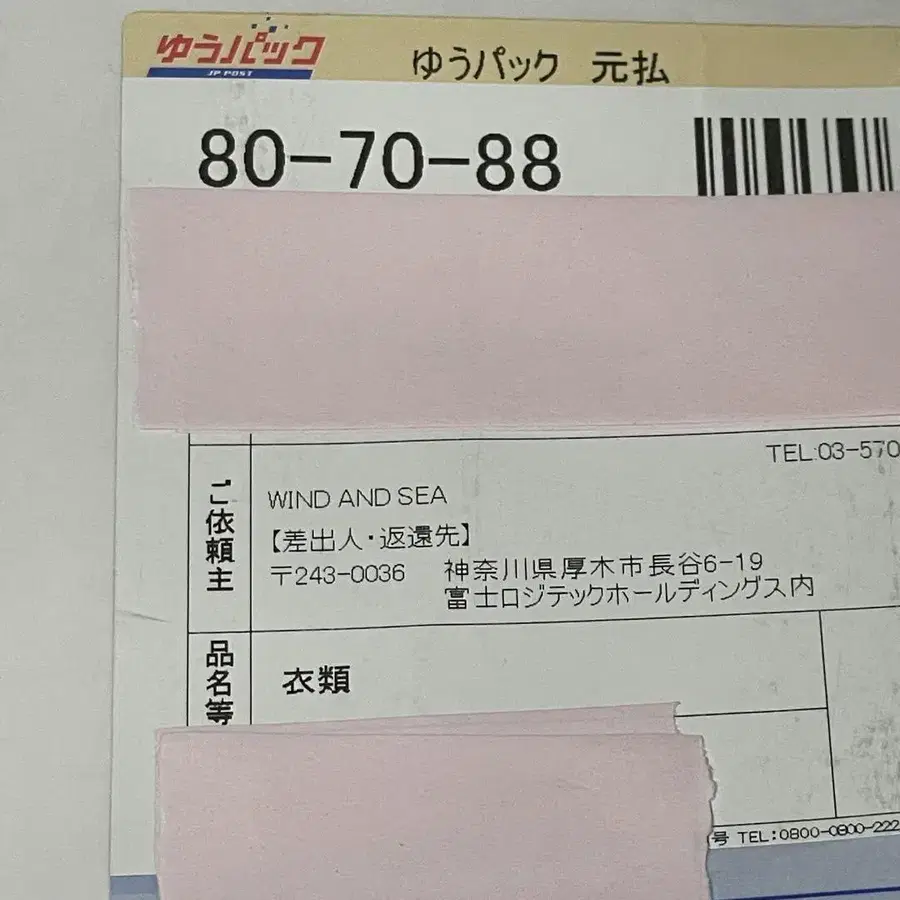 ゆうパック
JP POST
ゆうパック 元払
80-70-88
TEL:03-570
ご依頼主
WIND AND SEA
【差出人・返還先】
〒243-0036 神奈川県厚木市長谷6-19
富士ロジテックホールディングス内
品名等
衣類
号 TEL:0800-0800-222